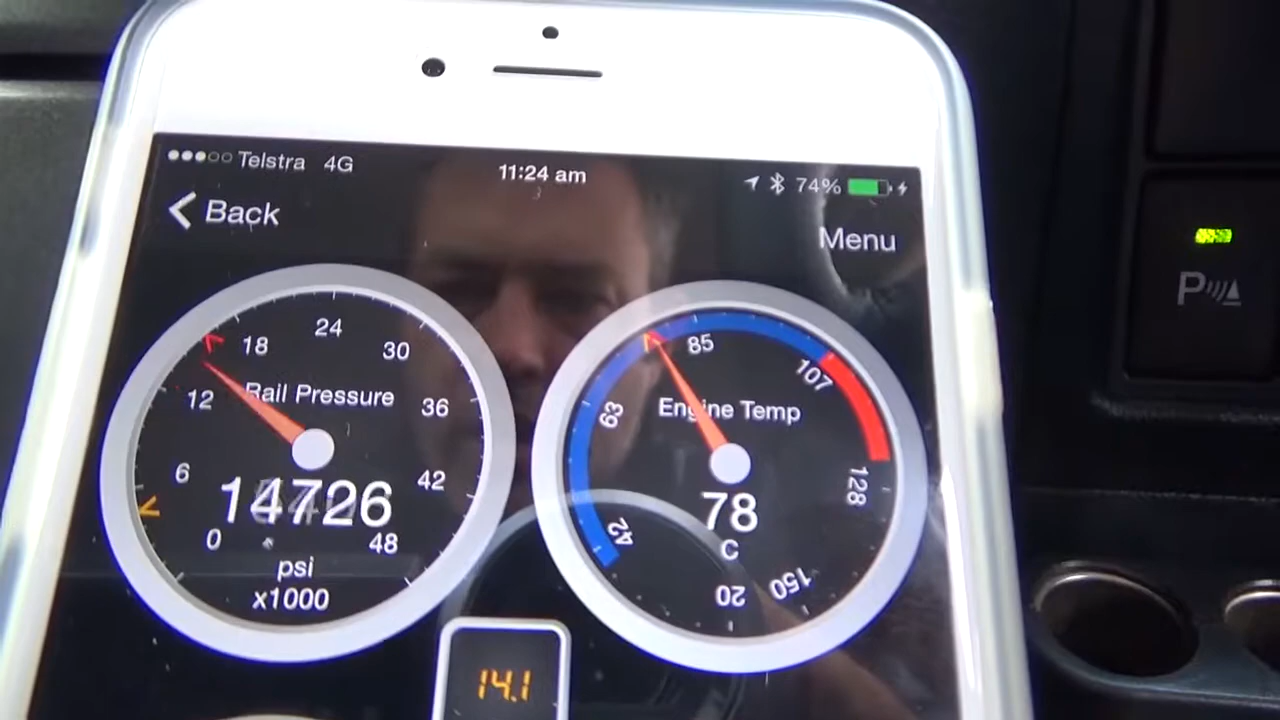 Telstra 4G 11:24 am 74%
Back
Menu
24
18 30
12 36
6 42
0 48
Rail Pressure
14726
psi
x1000
85
63 107
42 128
20 150
Engine Temp
78
C
14.1
P